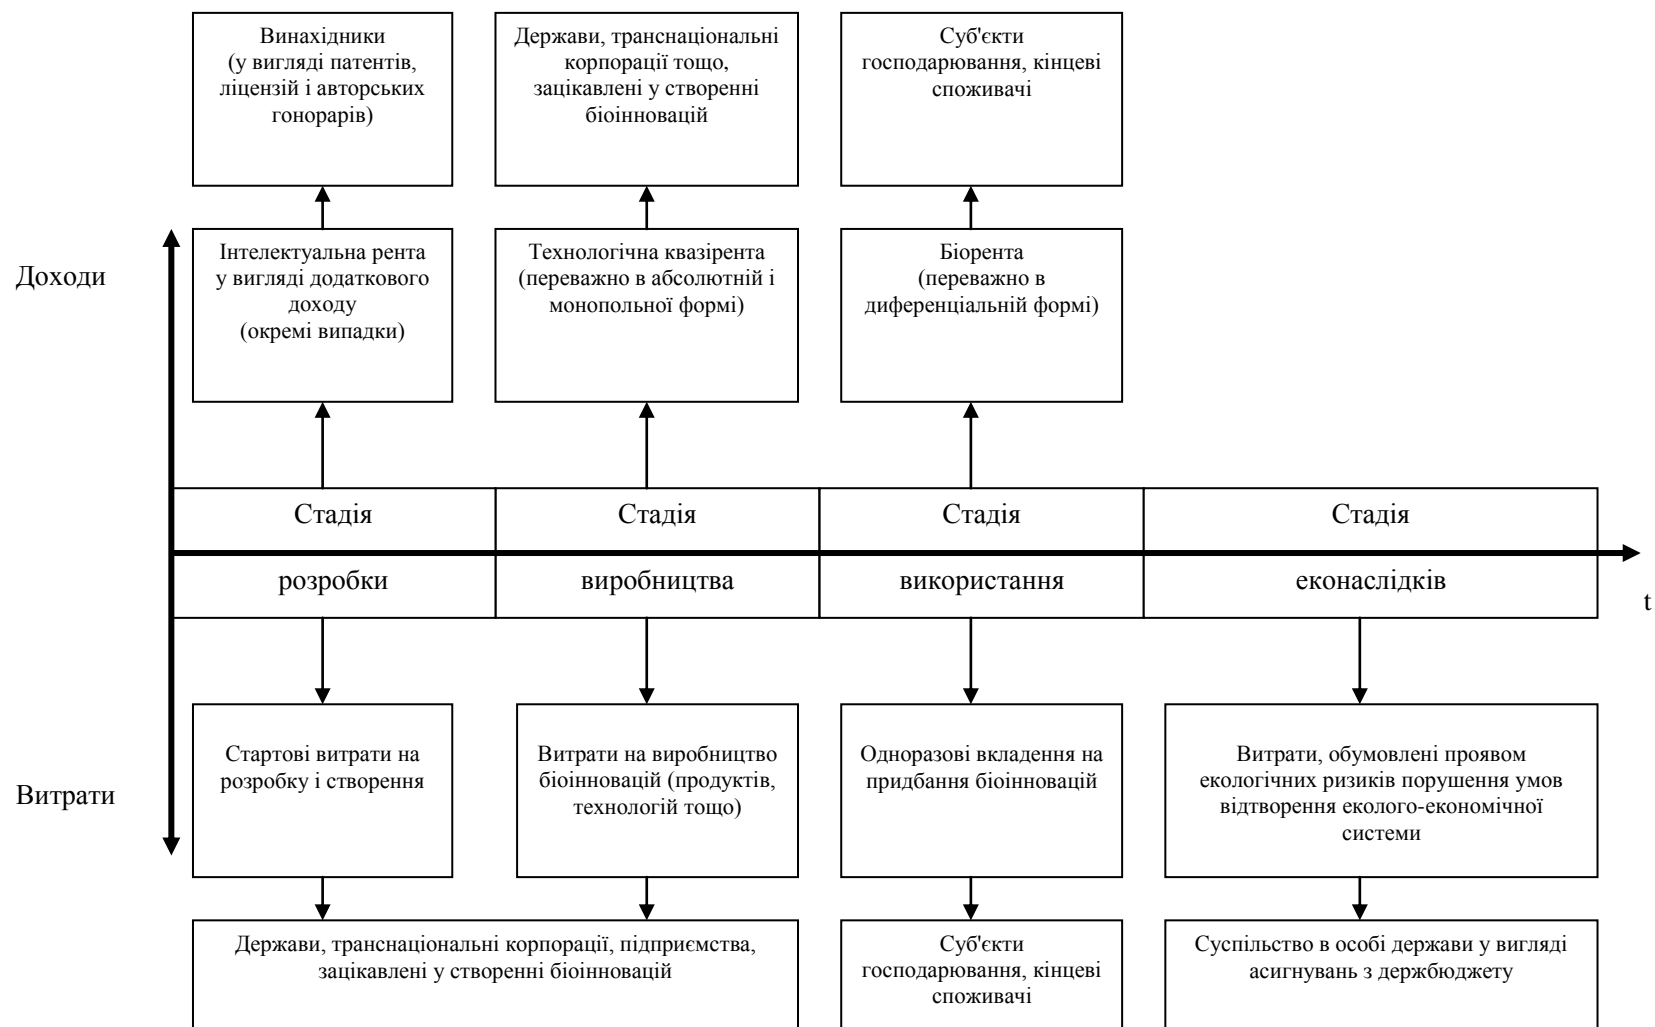 Винахідники
(у вигляді патентів,
ліцензій і авторських
гонорарів)
Держави, транснаціональні
корпорації тощо,
зацікавлені у створенні
біоінновацій
Суб'єкти
господарювання, кінцеві
споживачі
Доходи
Інтелектуальна рента
у вигляді додаткового
доходу
(окремі випадки)
Технологічна квазірента
(переважно в абсолютній і
монопольної формі)
Біорента
(переважно в
диференціальній формі)
Стадія
Стадія
Стадія
Стадія
розробки
виробництва
використання
еконаслідків
t
Витрати
Стартові витрати на
розробку і створення
Витрати на виробництво
біоінновацій (продуктів,
технологій тощо)
Одноразові вкладення на
придбання біоінновацій
Витрати, обумовлені проявом
екологічних ризиків порушення умов
відтворення еколого-економічної
системи
Держави, транснаціональні корпорації, підприємства,
зацікавлені у створенні біоінновацій
Суб'єкти
господарювання, кінцеві
споживачі
Суспільство в особі держави у вигляді
асигнувань з держбюджету